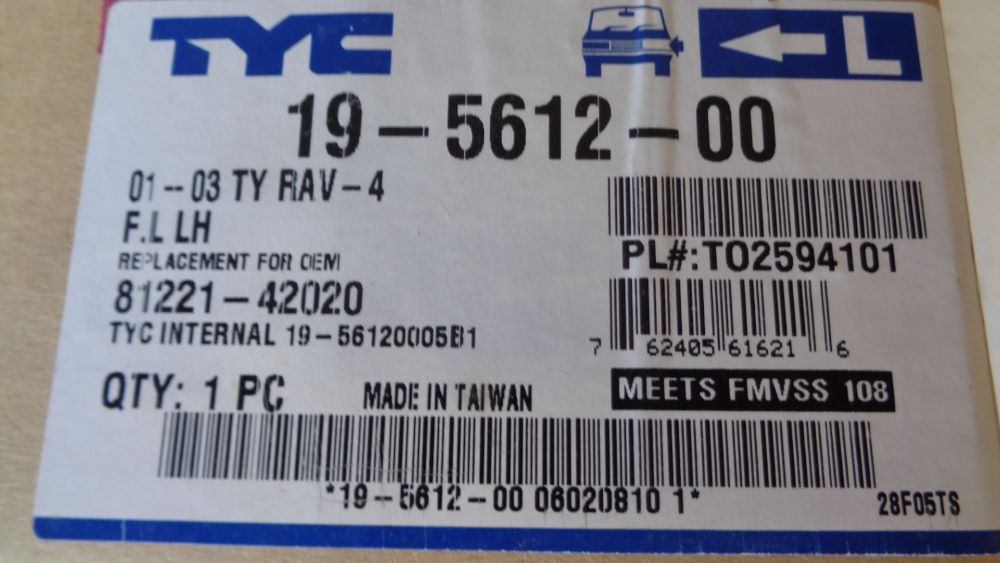 TYC
L
19-5612-00
01--03 TY RAV-4
F.L LH
REPLACEMENT FOR OEM
81221-42020
TYC INTERNAL 19-56120005B1
PL#:TO2594101
7 62405 61621 6
QTY: 1 PC
MADE IN TAIWAN
MEETS FMVSS 108
*19-5612-00 06020810 1*
28F05TS